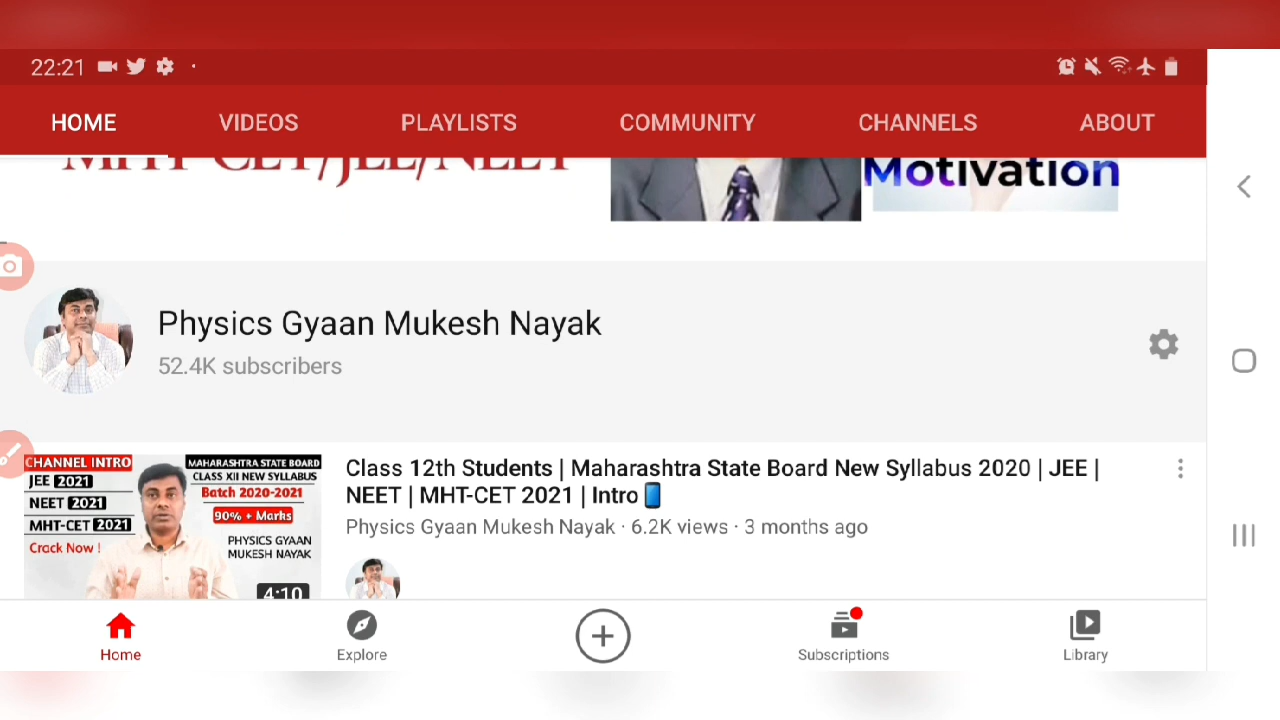 22:21
HOME VIDEOS PLAYLISTS COMMUNITY CHANNELS ABOUT
MHT-CET/JEE/NEET
Motivation
Physics Gyaan Mukesh Nayak
52.4K subscribers
CHANNEL INTRO
JEE 2021
NEET 2021
MHT-CET 2021
Crack Now !
MAHARASHTRA STATE BOARD
CLASS XII NEW SYLLABUS
Batch 2020-2021
90% + Marks
PHYSICS GYAAN
MUKESH NAYAK
4:10
Class 12th Students | Maharashtra State Board New Syllabus 2020 | JEE |
NEET | MHT-CET 2021 | Intro📱
Physics Gyaan Mukesh Nayak · 6.2K views · 3 months ago
Home Explore Subscriptions Library